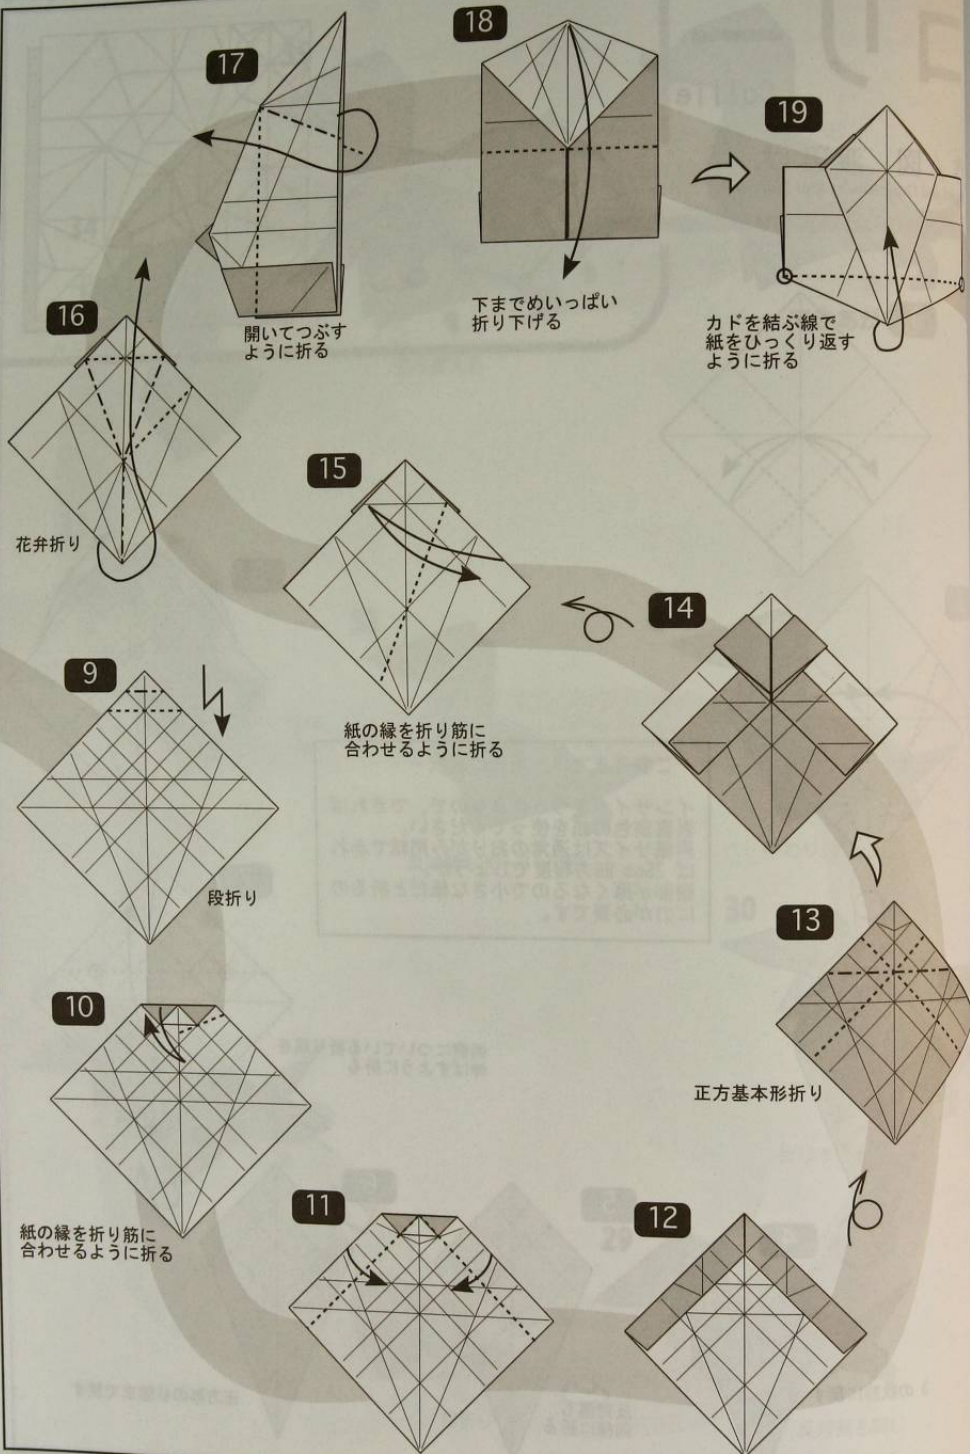 9
段折り
10
紙の縁を折り筋に
合わせるように折る
11
12
13
正方基本形折り
14
15
紙の縁を折り筋に
合わせるように折る
16
花弁折り
17
開いてつぶす
ように折る
18
下までめいっぱい
折り下げる
19
カドを結ぶ線で
紙をひっくり返す
ように折る